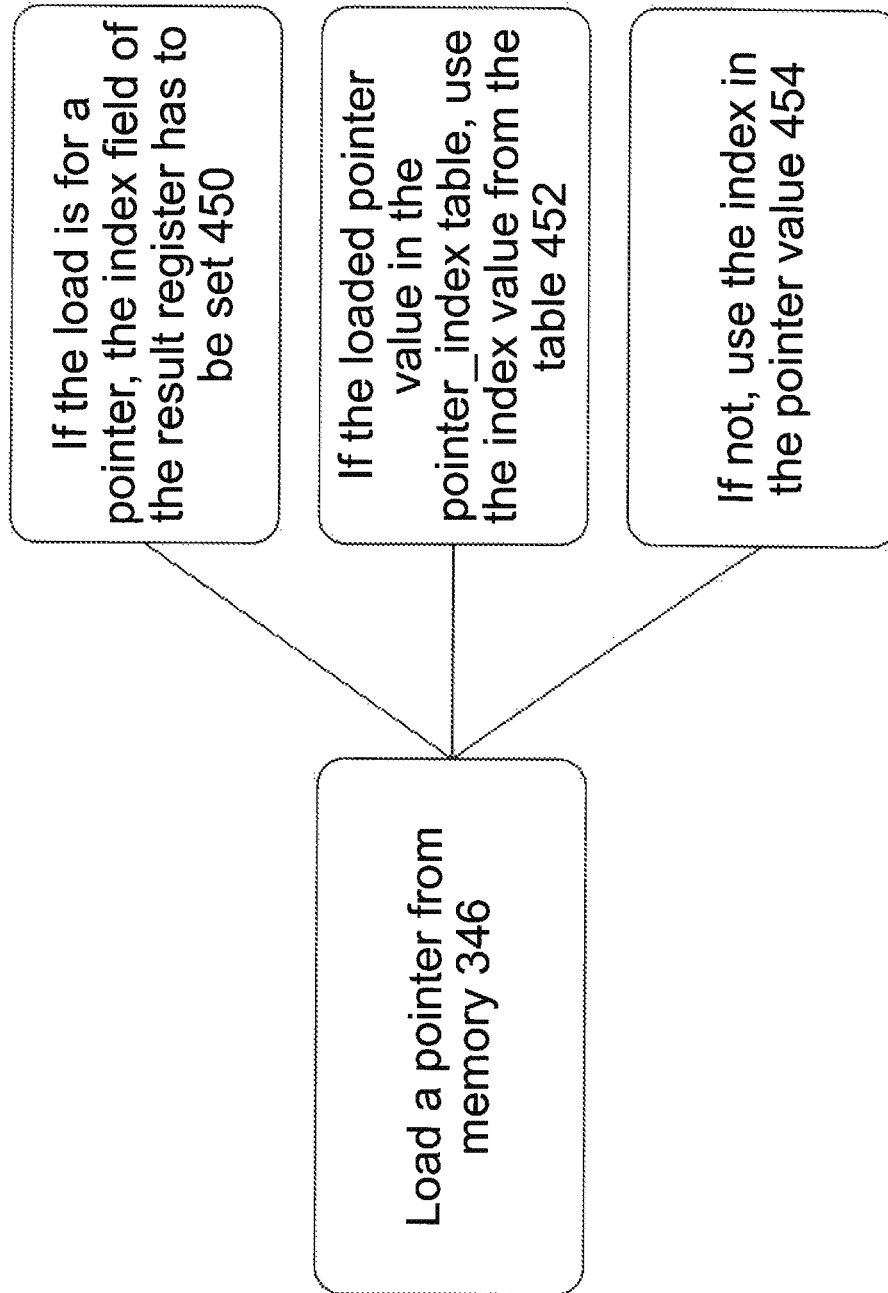 Load a pointer from
memory 346
If the load is for a
pointer, the index field of
the result register has to
be set 450
If the loaded pointer
value in the
pointer_index table, use
the index value from the
table 452
If not, use the index in
the pointer value 454